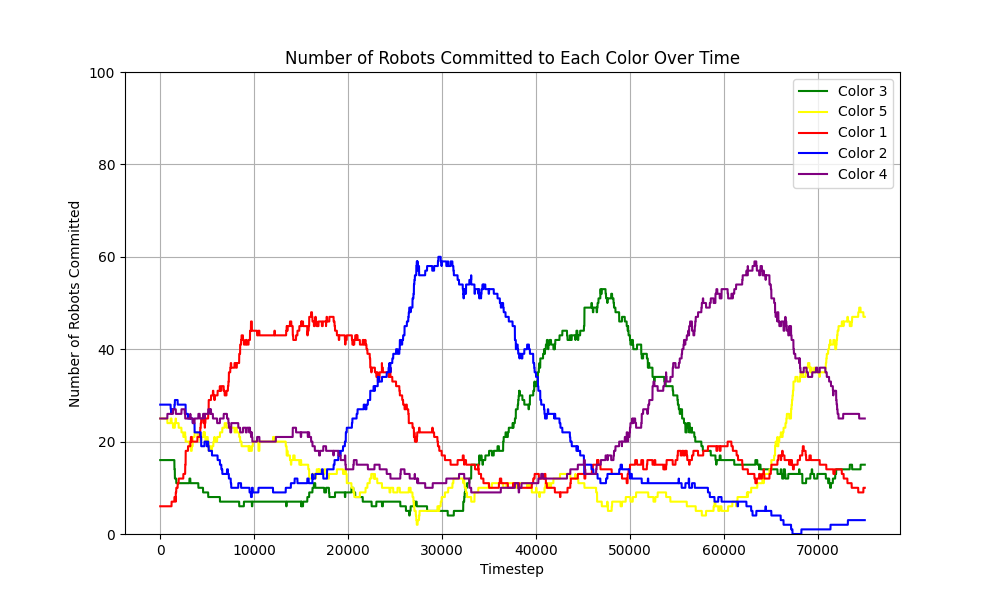 Number of Robots Committed to Each Color Over Time
Number of Robots Committed
100
80
60
40
20
0
Color 3
Color 5
Color 1
Color 2
Color 4
0
10000
20000
30000
40000
50000
60000
70000
Timestep